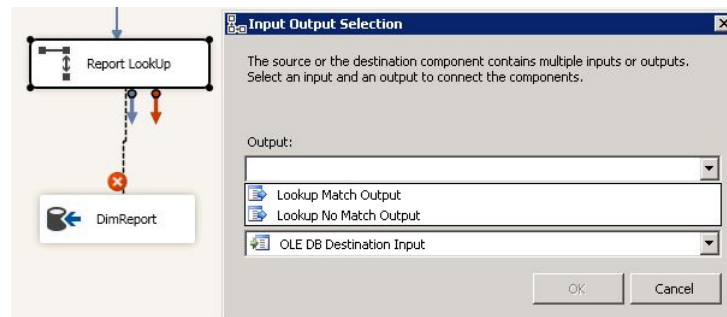 Report LookUp
DimReport
Input Output Selection
The source or the destination component contains multiple inputs or outputs.
Select an input and an output to connect the components.
Output:
Lookup Match Output
Lookup No Match Output
OLE DB Destination Input
OK
Cancel